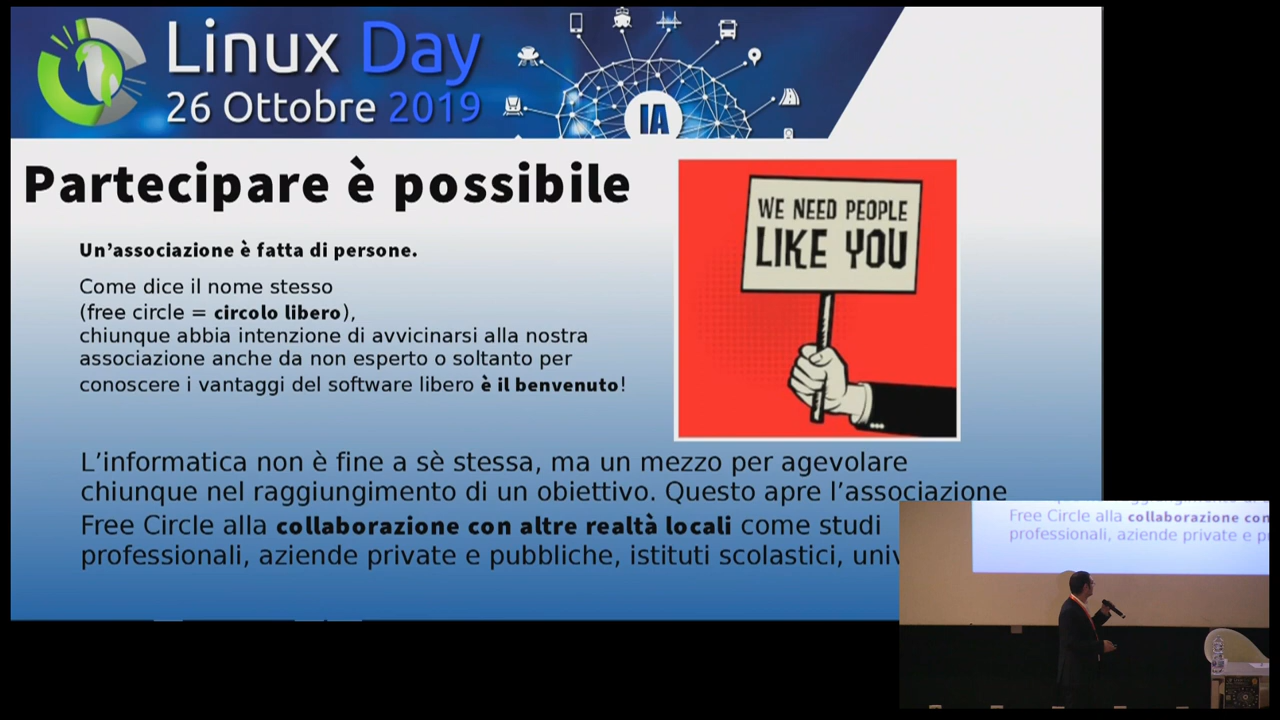 Linux Day
26 Ottobre 2019
IA
Partecipare è possibile
WE NEED PEOPLE
LIKE YOU
Un’associazione è fatta di persone.
Come dice il nome stesso
(free circle = circolo libero),
chiunque abbia intenzione di avvicinarsi alla nostra
associazione anche da non esperto o soltanto per
conoscere i vantaggi del software libero è il benvenuto!
L’informatica non è fine a sè stessa, ma un mezzo per agevolare
chiunque nel raggiungimento di un obiettivo. Questo apre l’associazione
Free Circle alla collaborazione con altre realtà locali come studi
professionali, aziende private e pubbliche, istituti scolastici, univ
Free Circle alla collaborazione con
professionali, aziende private e p